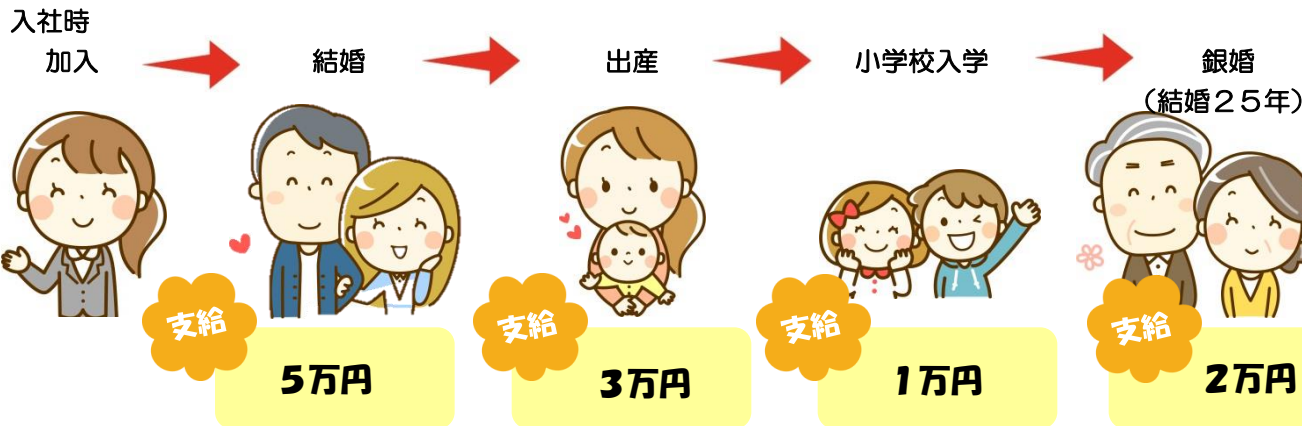 入社時
加入
結婚
出産
小学校入学
銀婚
(結婚25年)
支給
5万円
支給
3万円
支給
1万円
支給
2万円